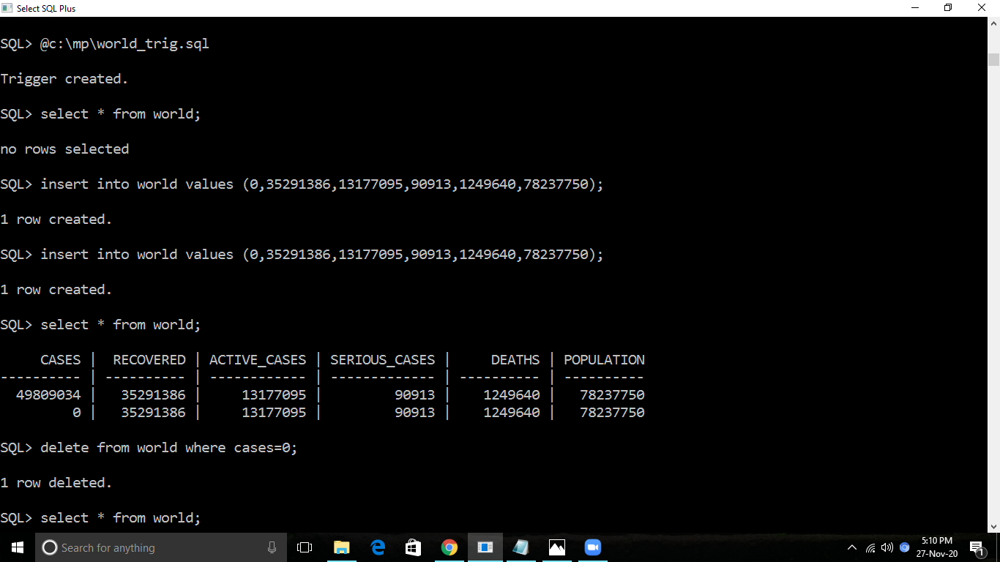 Select SQL Plus
SQL> @c:\mp\world_trig.sql
Trigger created.
SQL> select * from world;
no rows selected
SQL> insert into world values (0,35291386,13177095,90913,1249640,78237750);
1 row created.
SQL> insert into world values (0,35291386,13177095,90913,1249640,78237750);
1 row created.
SQL> select * from world;
     CASES |  RECOVERED | ACTIVE_CASES | SERIOUS_CASES |     DEATHS | POPULATION
---------- | ---------- | ------------ | ------------- | ---------- | ----------
  49809034 |   35291386 |     13177095 |         90913 |    1249640 |   78237750
         0 |   35291386 |     13177095 |         90913 |    1249640 |   78237750
SQL> delete from world where cases=0;
1 row deleted.
SQL> select * from world;
Search for anything
5:10 PM
27-Nov-20
1